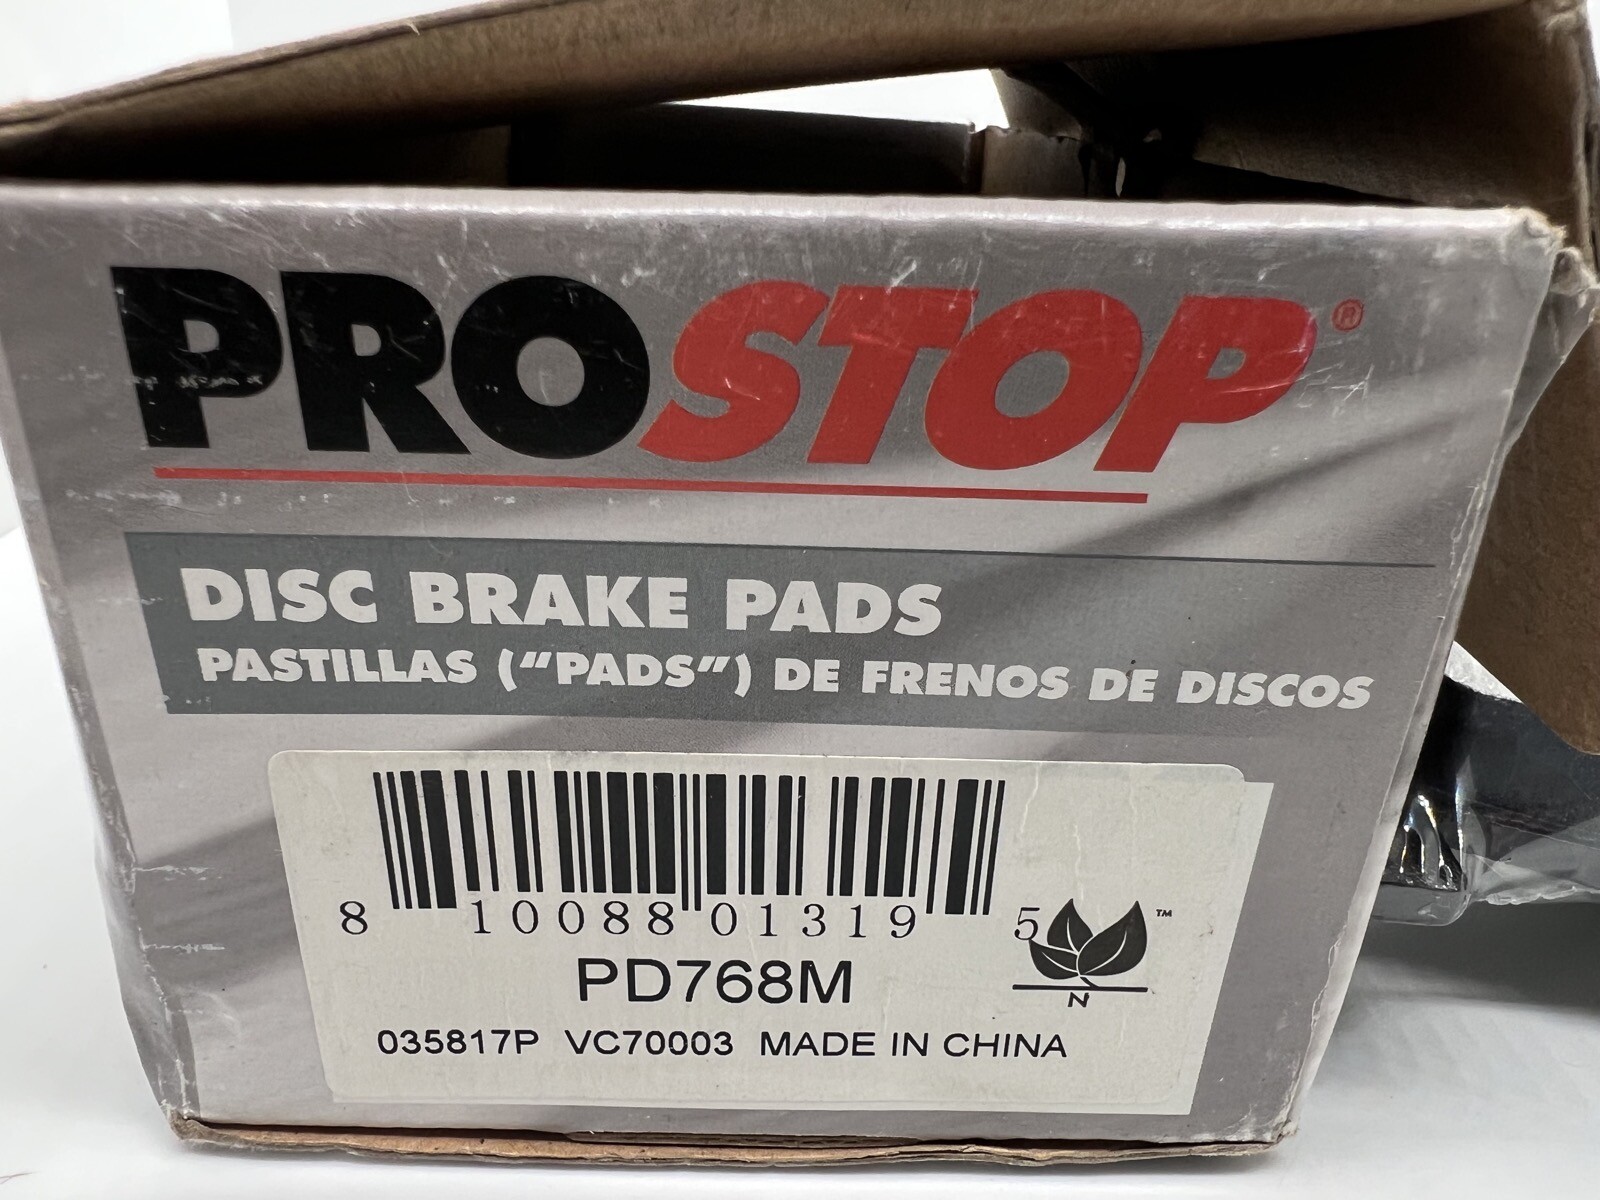 PROSTOP®
DISC BRAKE PADS
PASTILLAS (“PADS”) DE FRENOS DE DISCOS
8 10088 01319 5
™
N
PD768M
035817P VC70003 MADE IN CHINA